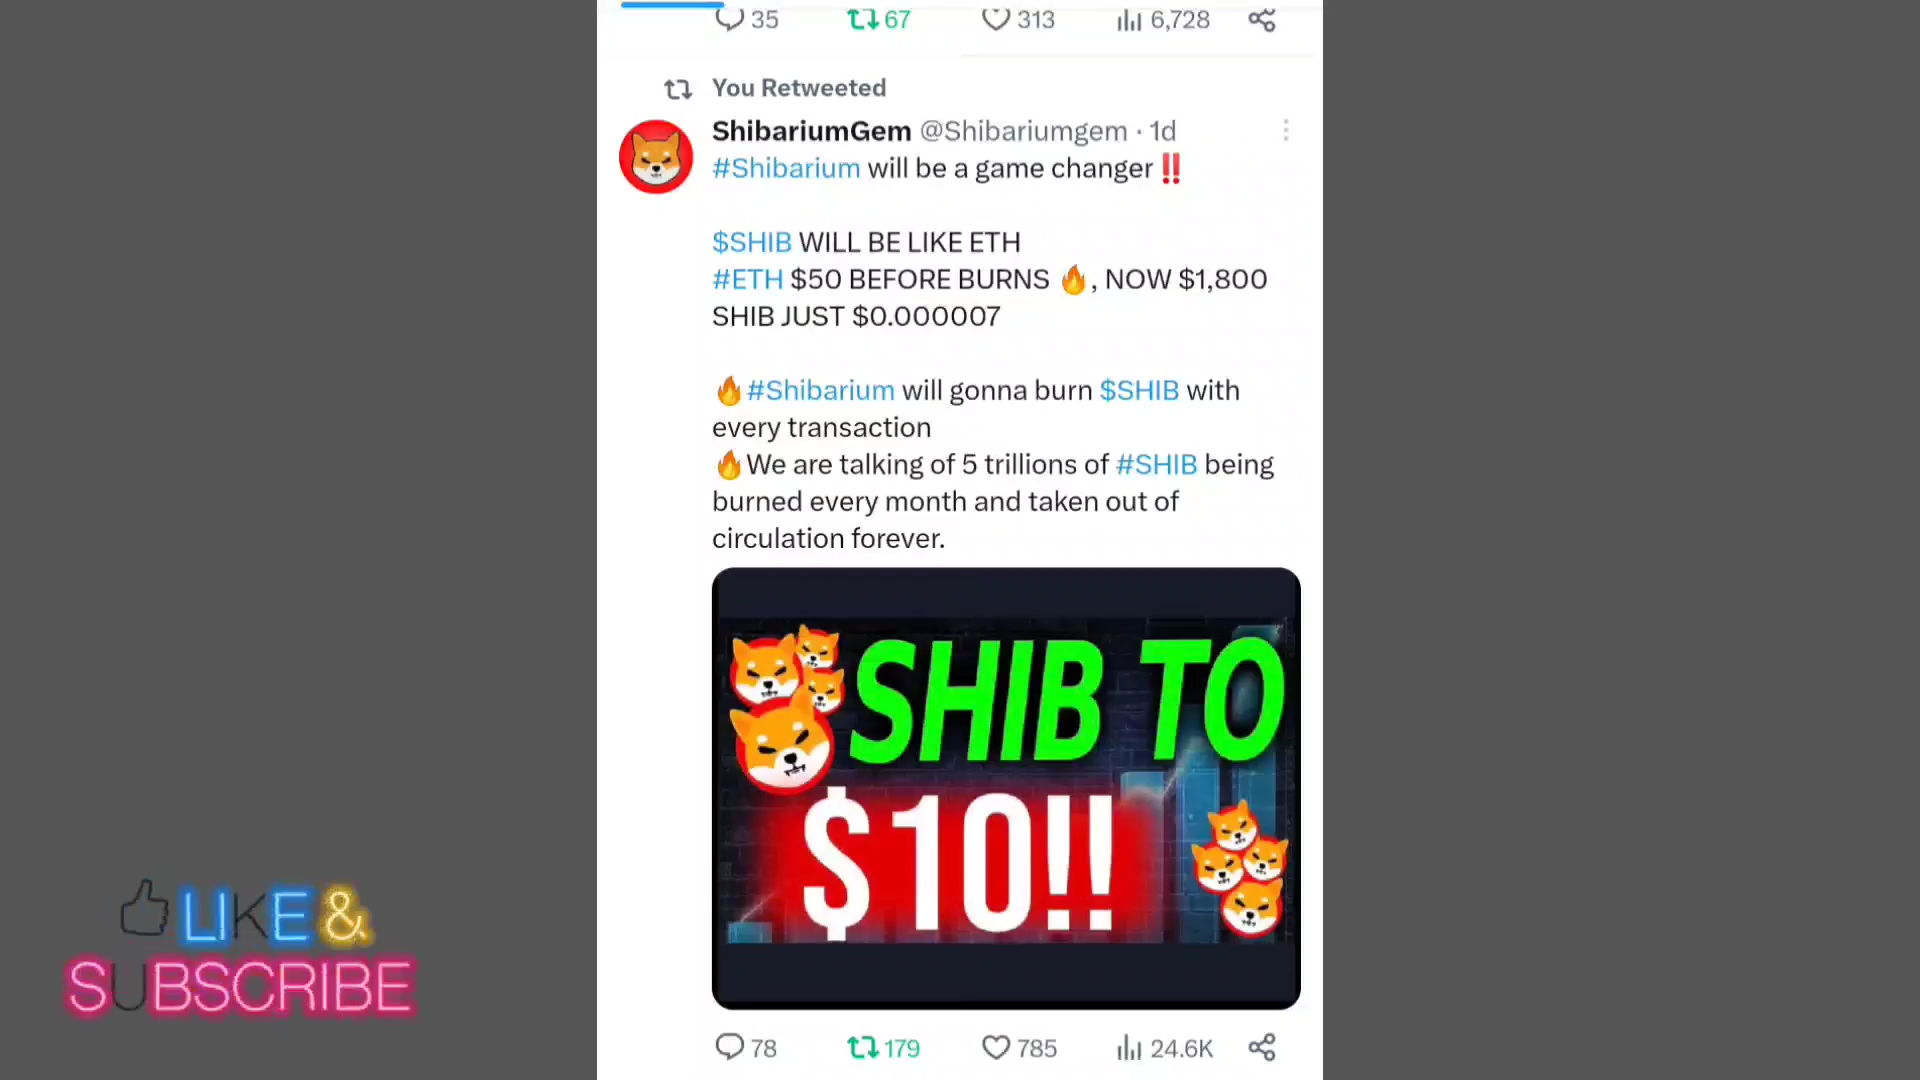 35 67 313 6,728
You Retweeted
ShibariumGem @Shibariumgem · 1d
#Shibarium will be a game changer‼️
$SHIB WILL BE LIKE ETH
#ETH $50 BEFORE BURNS 🔥, NOW $1,800
SHIB JUST $0.000007
🔥#Shibarium will gonna burn $SHIB with
every transaction
🔥We are talking of 5 trillions of #SHIB being
burned every month and taken out of
circulation forever.
SHIB TO
$10!!
78 179 785 24.6K
LIKE &
SUBSCRIBE